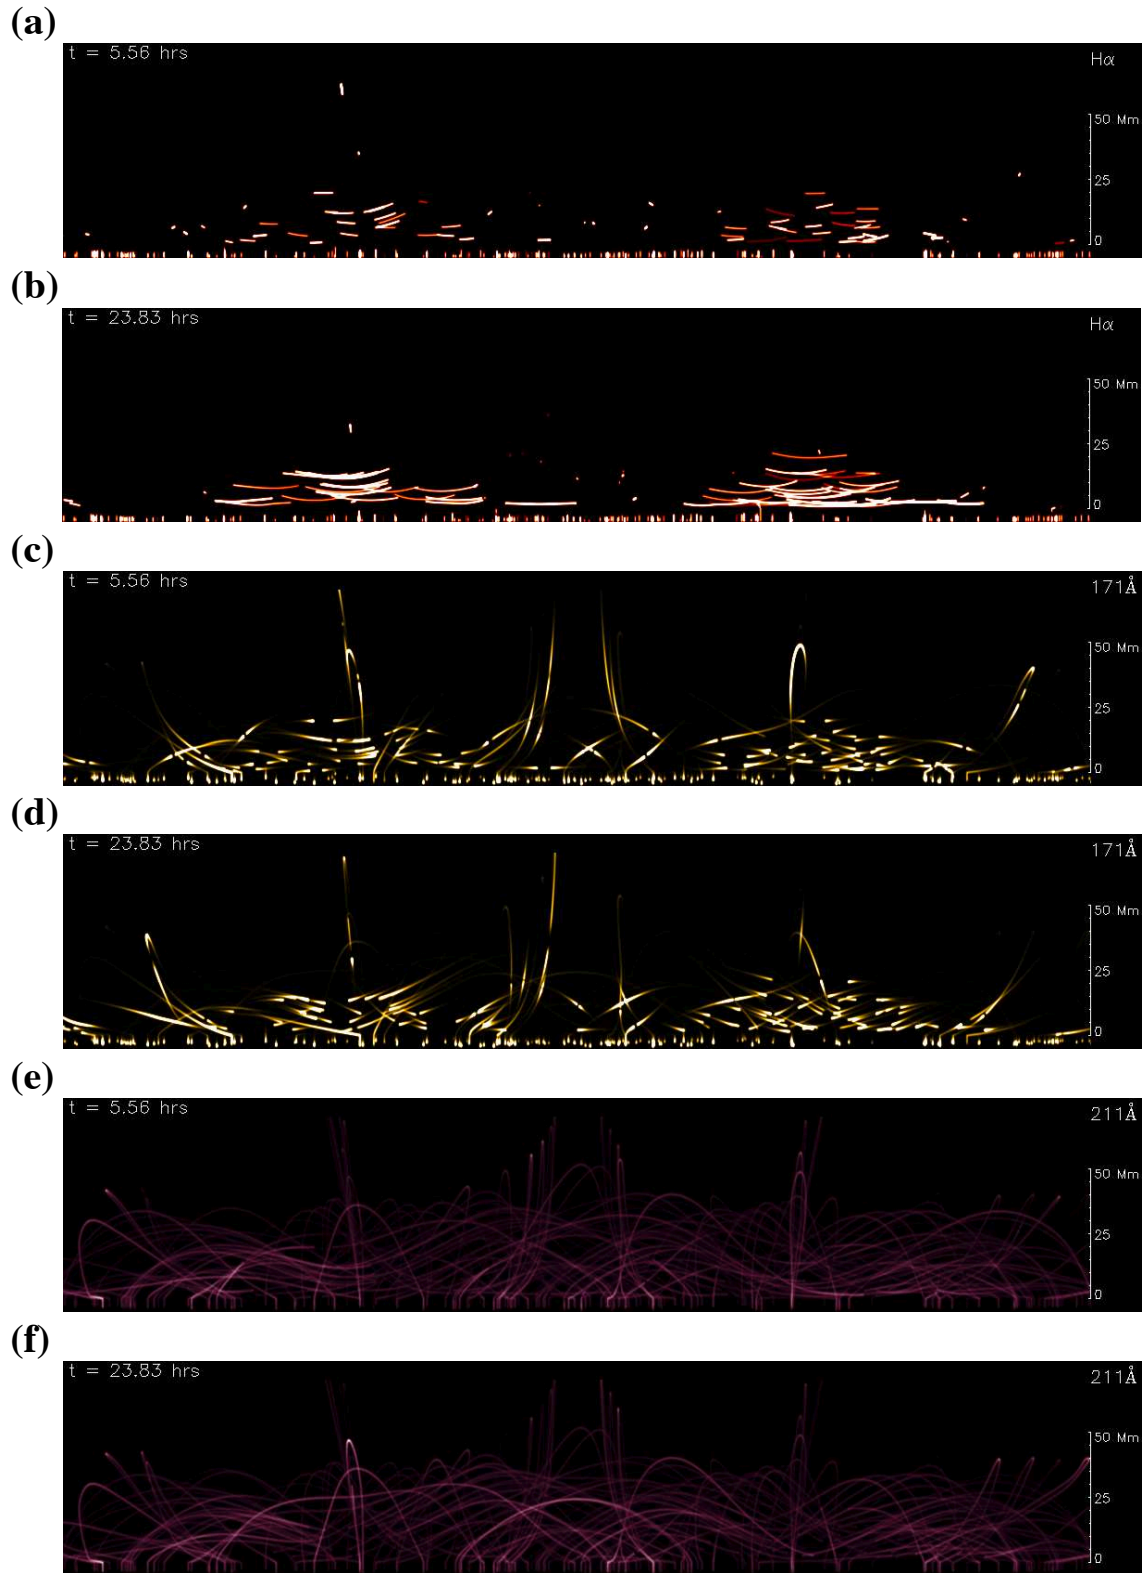 (a)
t = 5.56 hrs
Hα
50 Mm
25
0
(b)
t = 23.83 hrs
Hα
50 Mm
25
0
(c)
t = 5.56 hrs
171Å
50 Mm
25
0
(d)
t = 23.83 hrs
171Å
50 Mm
25
0
(e)
t = 5.56 hrs
211Å
50 Mm
25
0
(f)
t = 23.83 hrs
211Å
50 Mm
25
0